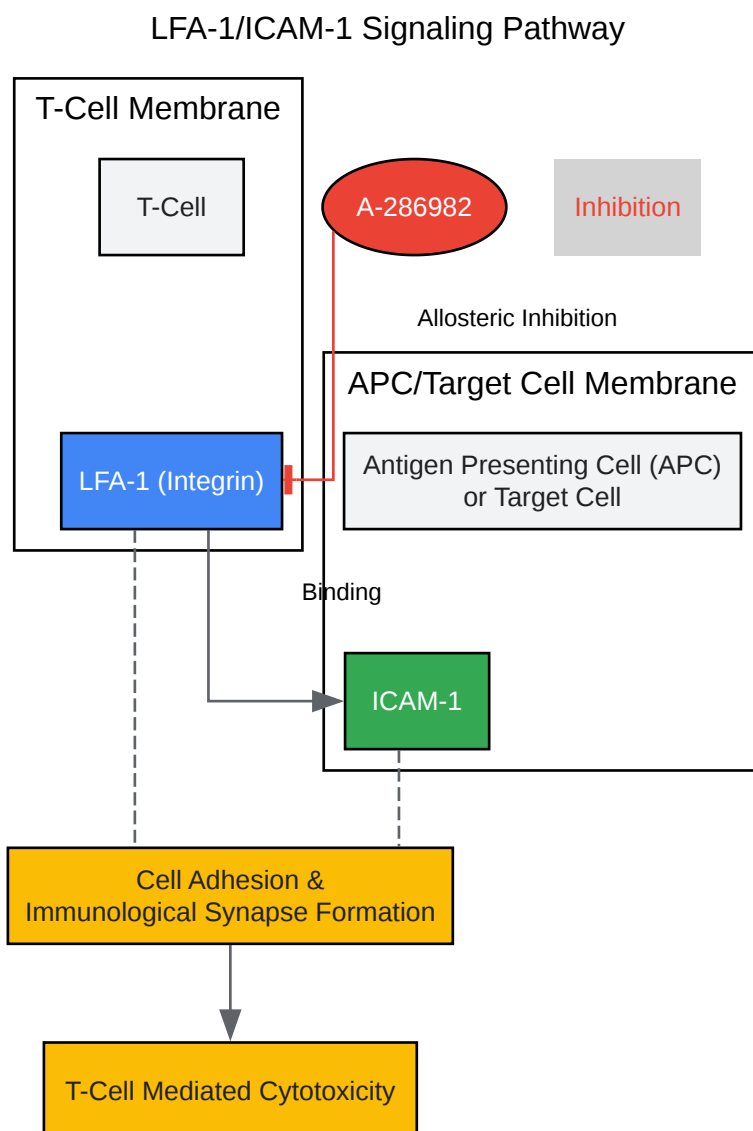 LFA-1/ICAM-1 Signaling Pathway
T-Cell Membrane
T-Cell
A-286982
Inhibition
Allosteric Inhibition
APC/Target Cell Membrane
LFA-1 (Integrin)
Antigen Presenting Cell (APC)
or Target Cell
Binding
ICAM-1
Cell Adhesion &
Immunological Synapse Formation
T-Cell Mediated Cytotoxicity